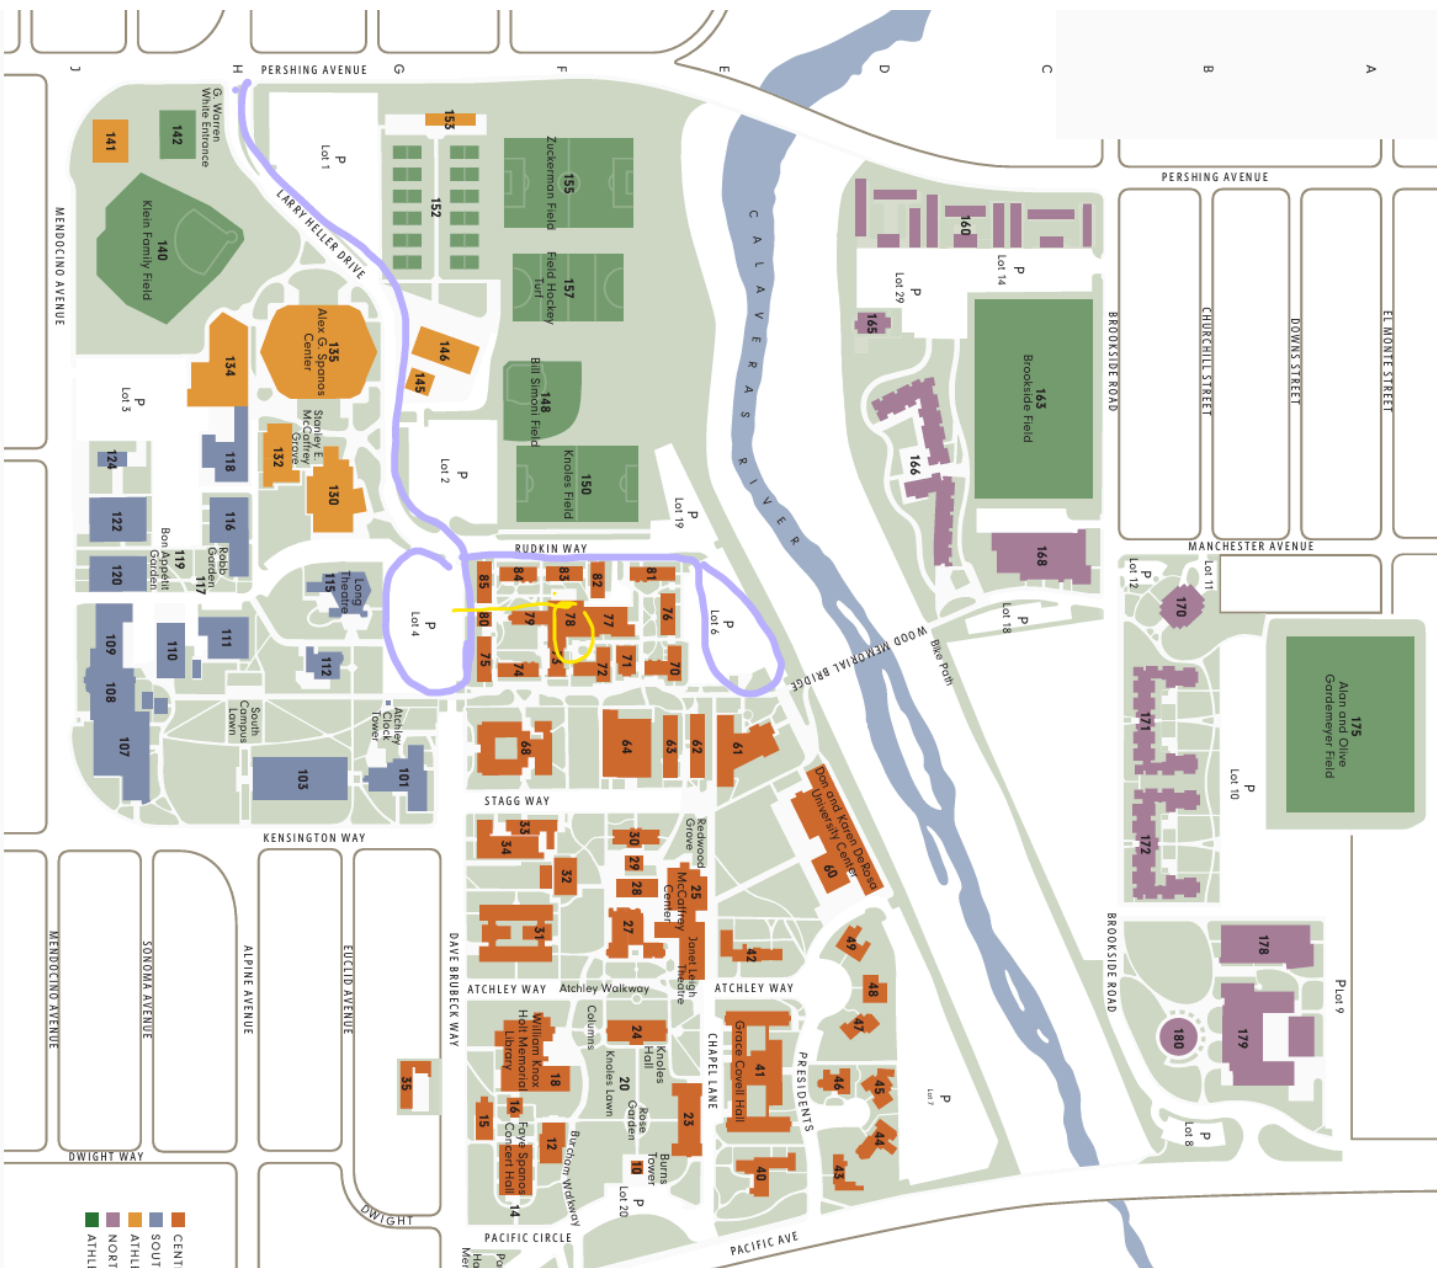 J
H
PERSHING AVENUE
G
F
E
D
C
B
A
G. Warren
White Entrance
141
142
P
Lot 1
153
152
155
Zuckerman Field
157
Field Hockey
Turf
148
Bill Simoni Field
150
Knoles Field
LARRY HELLER DRIVE
140
Klein Family Field
MENDOCINO AVENUE
135
Alex G. Spanos
Center
134
146
145
P
Lot 3
Stanley E.
McCaffrey
Grove
132
130
P
Lot 2
P
Lot 19
124
118
122
116
120
Bon Appétit
Garden
119
Robb
Garden
117
115
Long
Theatre
RUDKIN WAY
P
Lot 4
P
Lot 6
85
84
83
82
81
80
79
78
77
76
75
74
73
72
71
70
109
108
107
110
111
112
South
Campus
Lawn
Atchley
Clock
Tower
103
101
68
64
63
62
61
STAGG WAY
KENSINGTON WAY
CALAVERAS RIVER
WOOD MEMORIAL BRIDGE
Bike Path
PERSHING AVENUE
160
P
Lot 14
P
Lot 29
165
163
Brookside Field
166
168
P
Lot 18
BROOKSIDE ROAD
CHURCHILL STREET
DOWNS STREET
EL MONTE STREET
MANCHESTER AVENUE
P
Lot 12
Lot 11
170
171
172
P
Lot 10
175
Alan and Olive
Gardemeyer Field
BROOKSIDE ROAD
178
179
180
P Lot 9
P
Lot 8
33
34
32
31
30
29
28
27
Redwood
Grove
25
McCaffrey
Center
Janet Leigh
Theatre
Don and Karen DeRosa
University Center
60
49
48
47
46
45
44
43
42
41
Grace Covell Hall
40
ATCHLEY WAY
Atchley Walkway
ATCHLEY WAY
DAVE BRUBECK WAY
MENDOCINO AVENUE
SONOMA AVENUE
ALPINE AVENUE
EUCLID AVENUE
35
William Knox
Holt Memorial
Library
18
16
15
12
Faye Spanos
Concert Hall
14
Burcham Walkway
Columns
24
Knoles
Hall
20
Knoles Lawn
Rose
Garden
23
10
Burns
Tower
P
Lot 20
CHAPEL LANE
PRESIDENTS
P
Lot 7
DWIGHT WAY
DWIGHT
PACIFIC CIRCLE
PACIFIC AVE
CENT
SOUT
ATHLE
NORT
ATHLE
Pa
Ha
Mer